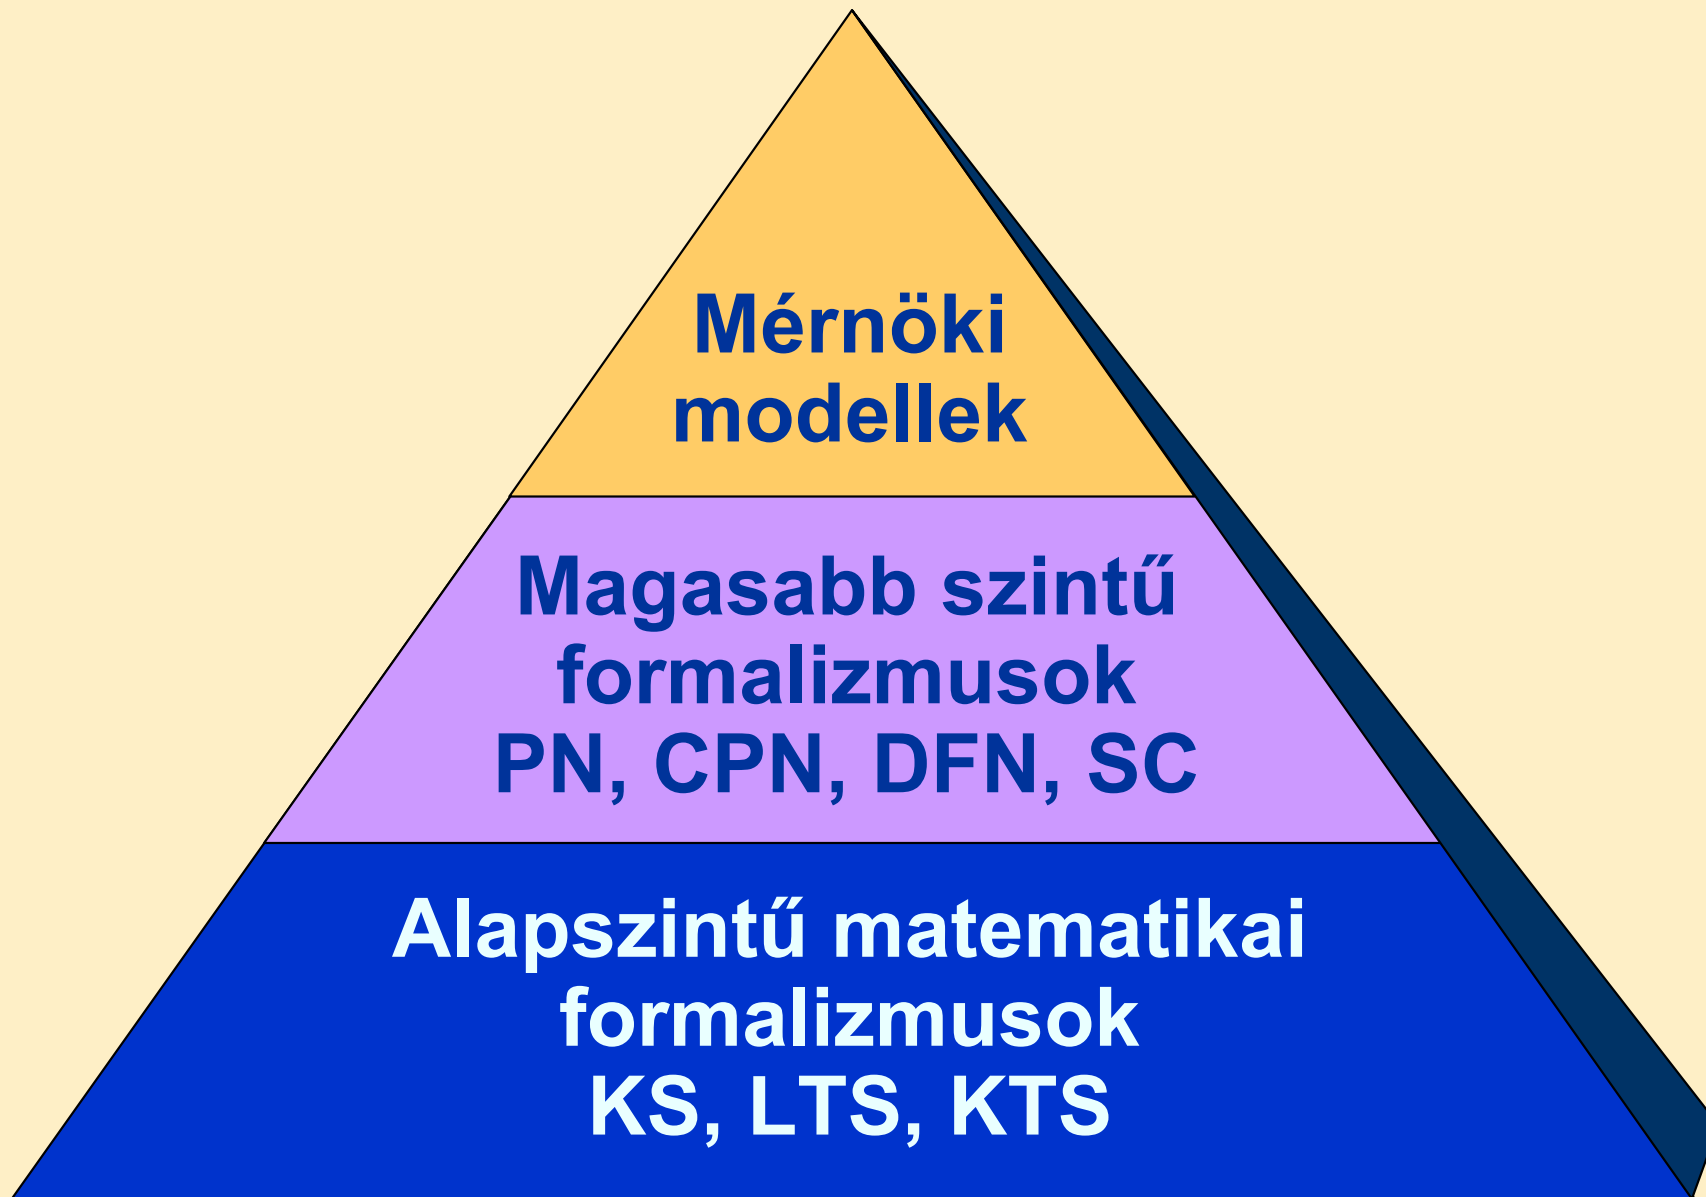 Mérnöki
modellek
Magasabb szintű
formalizmusok
PN, CPN, DFN, SC
Alapszintű matematikai
formalizmusok
KS, LTS, KTS